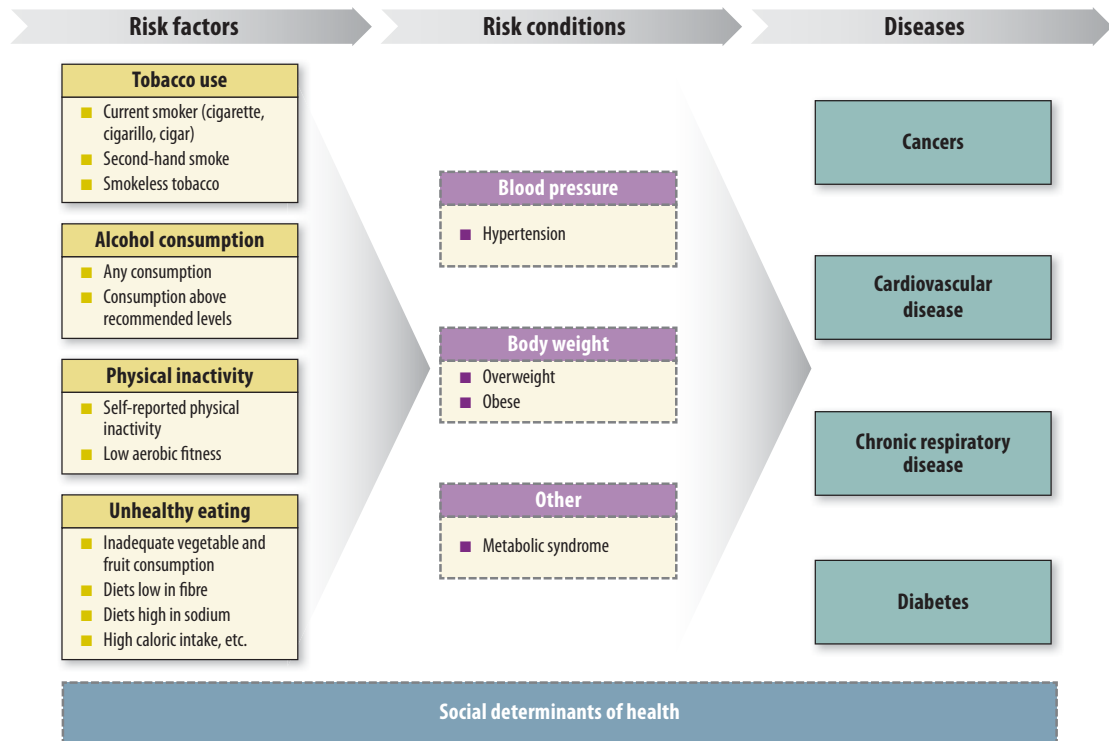 Risk factors
Risk conditions
Diseases
Tobacco use
Current smoker (cigarette,
cigarillo, cigar)
Second-hand smoke
Smokeless tobacco
Alcohol consumption
Any consumption
Consumption above
recommended levels
Physical inactivity
Self-reported physical
inactivity
Low aerobic fitness
Unhealthy eating
Inadequate vegetable and
fruit consumption
Diets low in fibre
Diets high in sodium
High caloric intake, etc.
Blood pressure
Hypertension
Body weight
Overweight
Obese
Other
Metabolic syndrome
Cancers
Cardiovascular
disease
Chronic respiratory
disease
Diabetes
Social determinants of health